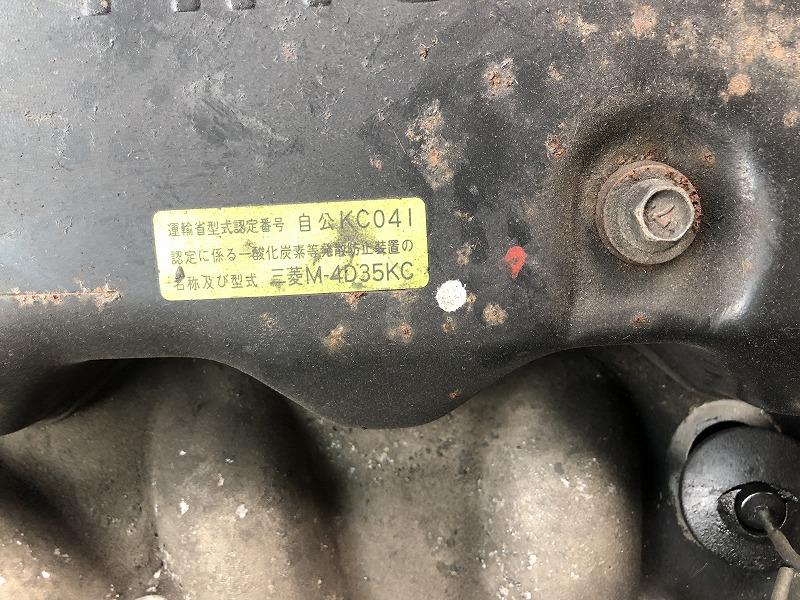 運輸省型式認定番号 自公KC041
認定に係る一酸化炭素等発散防止装置の
名称及び型式 三菱M-4D35KC